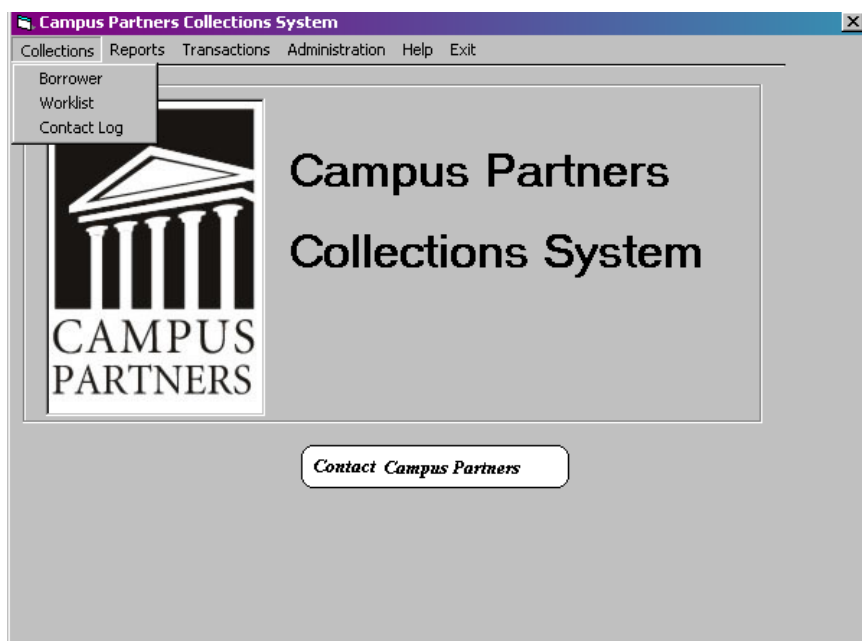 Campus Partners Collections System
Collections Reports Transactions Administration Help Exit
Borrower
Worklist
Contact Log
Campus Partners
Collections System
CAMPUS
PARTNERS
Contact Campus Partners